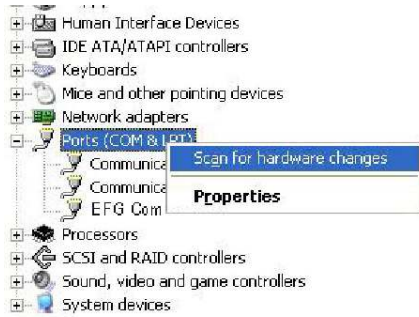 Human Interface Devices
IDE ATA/ATAPI controllers
Keyboards
Mice and other pointing devices
Network adapters
Ports (COM & LPT)
Scan for hardware changes
Communica
Communica
Properties
EFG Com
Processors
SCSI and RAID controllers
Sound, video and game controllers
System devices